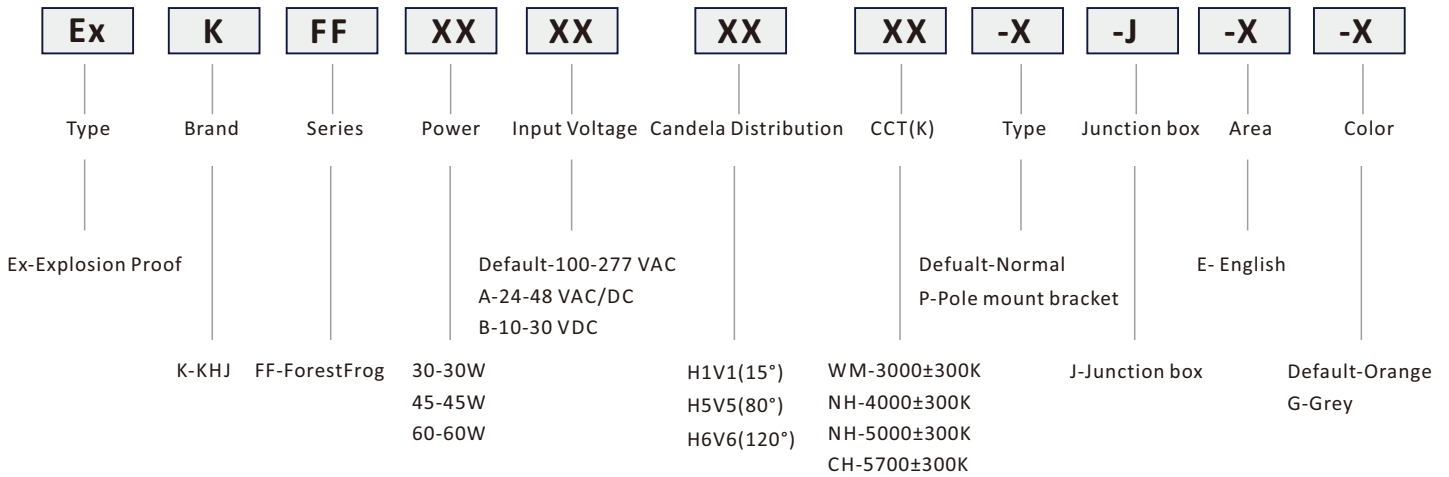 Ex K FF XX XX XX XX -X -J -X -X
Type Brand Series Power Input Voltage Candela Distribution CCT(K) Type Junction box Area Color
Ex-Explosion Proof
Default-100-277 VAC
A-24-48 VAC/DC
B-10-30 VDC
Defualt-Normal
P-Pole mount bracket
E- English
K-KHJ
FF-ForestFrog
30-30W
45-45W
60-60W
H1V1(15°)
H5V5(80°)
H6V6(120°)
WM-3000±300K
NH-4000±300K
NH-5000±300K
CH-5700±300K
J-Junction box
Default-Orange
G-Grey